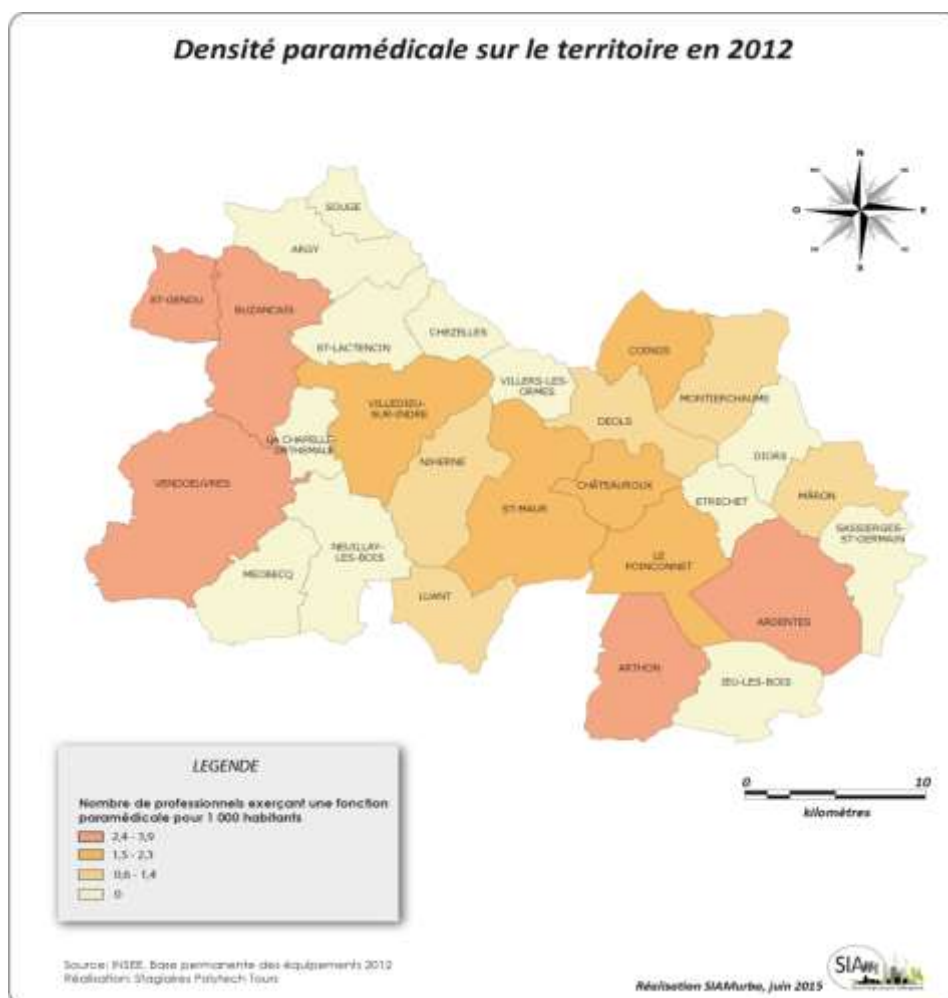 Densité paramédicale sur le territoire en 2012
N
O
E
S
SOUGE
ARGY
ST-GENOU
BUZANCAIS
ST-LACTENCIN
CHEZELLES
VILLERS-LES-
ORMES
COINGS
MONTIERCHAUME
VILLEDIEU-
SUR-INDRE
DEOLS
LA CHAPELLE-
ORTHEMALE
NIHERNE
DIORS
VENDOEUVRES
ST-MAUR
CHÂTEAUROUX
ETRECHET
MÂRON
SASSIERGES-
ST-GERMAIN
NEUILLAY-
LES-BOIS
MEOBECQ
LE
POINCONNET
LUANT
ARDENTES
ARTHON
JEU-LES-BOIS
LEGENDE
Nombre de professionels exerçant une fonction
paramédicale pour 1 000 habitants
2,4 - 3,9
1,5 - 2,3
0,6 - 1,4
0
0 10
kilomètres
Source: INSEE, Base permanente des équipements 2012
Réalisation: Stagiaires Polytech Tours
Réalisation SIAMurba, juin 2015